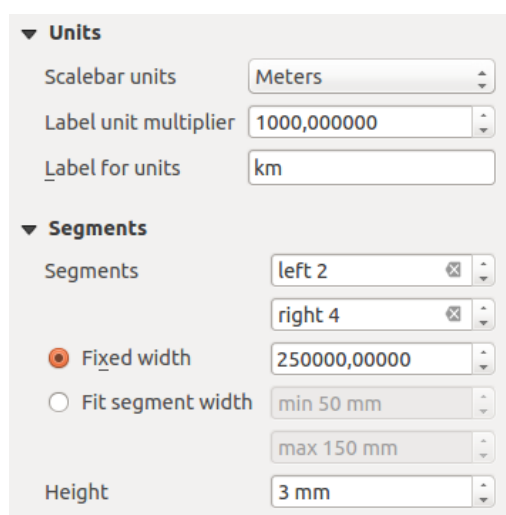 Units
Scalebar units Meters
Label unit multiplier 1000,000000
Label for units km
Segments
Segments left 2
right 4
Fixed width 250000,00000
Fit segment width min 50 mm
max 150 mm
Height 3 mm